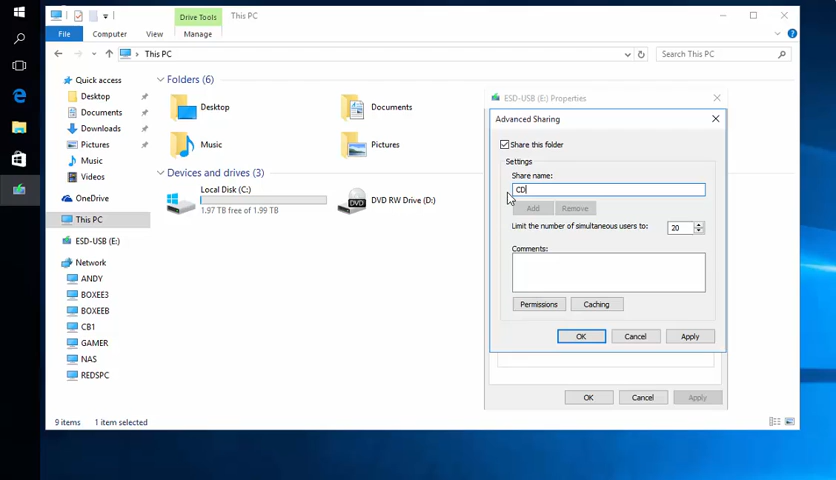 Drive Tools
This PC
File
Computer
View
Manage
This PC
Search This PC
Quick access
Desktop
Documents
Downloads
Pictures
Music
Videos
OneDrive
This PC
ESD-USB (E:)
Network
ANDY
BOXEE3
BOXEEB
CB1
GAMER
NAS
REDSPC
Folders (6)
Desktop
Documents
Music
Pictures
Devices and drives (3)
Local Disk (C:)
1.97 TB free of 1.99 TB
DVD RW Drive (D:)
DVD
ESD-USB (E:) Properties
Advanced Sharing
Share this folder
Settings
Share name:
CD
Add
Remove
Limit the number of simultaneous users to:
20
Comments:
Permissions
Caching
OK
Cancel
Apply
OK
Cancel
Apply
9 items
1 item selected